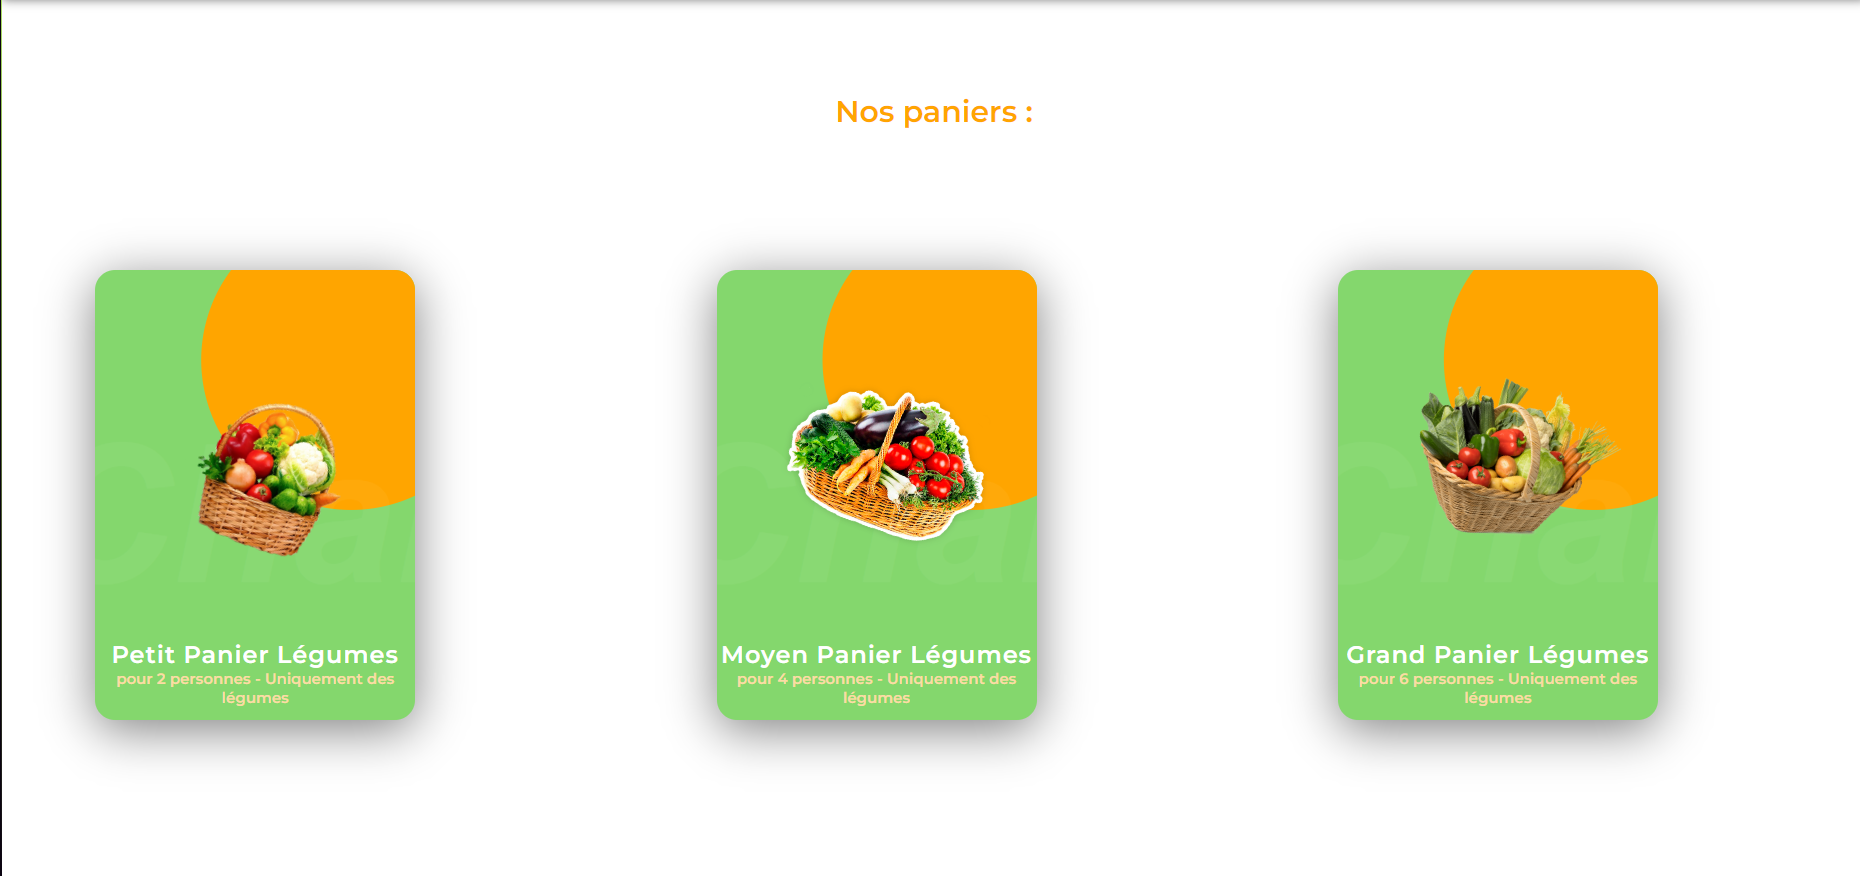 Nos paniers :
Petit Panier Légumes
pour 2 personnes - Uniquement des
légumes
Moyen Panier Légumes
pour 4 personnes - Uniquement des
légumes
Grand Panier Légumes
pour 6 personnes - Uniquement des
légumes